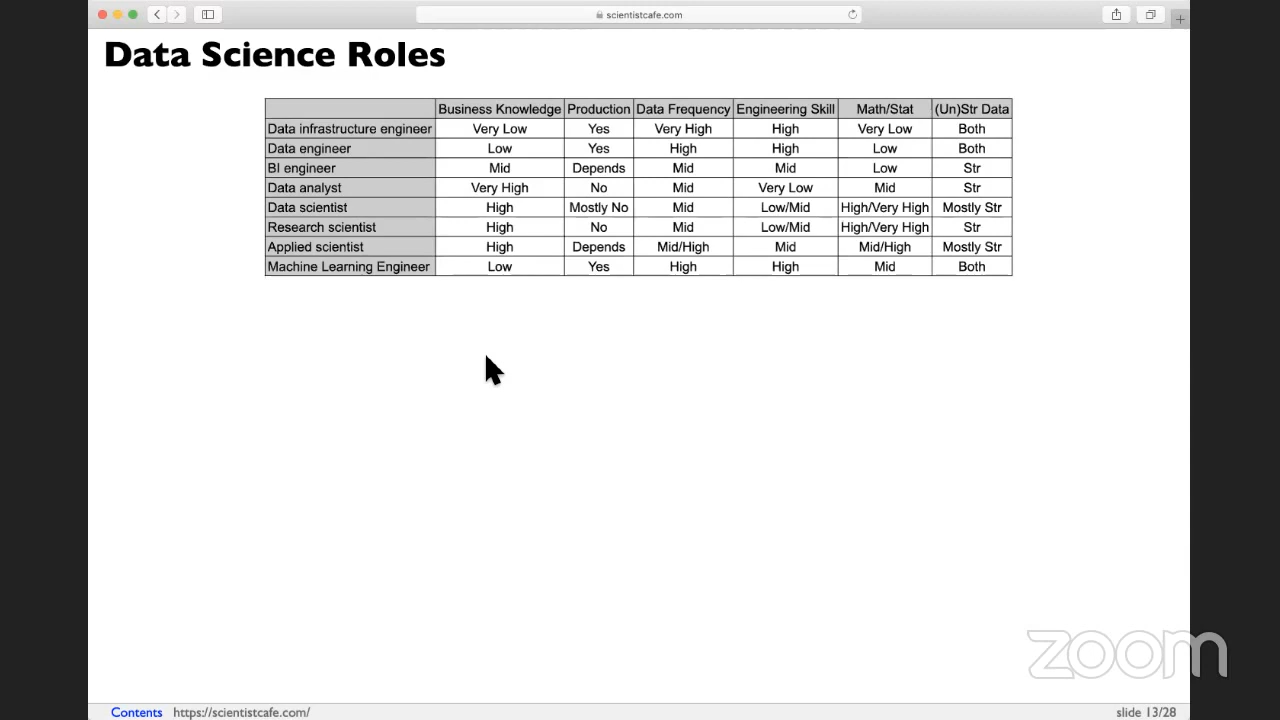 scientistcafe.com
Data Science Roles
Business Knowledge Production Data Frequency Engineering Skill Math/Stat (Un)Str Data
Data infrastructure engineer Very Low Yes Very High High Very Low Both
Data engineer Low Yes High High Low Both
BI engineer Mid Depends Mid Mid Low Str
Data analyst Very High No Mid Very Low Mid Str
Data scientist High Mostly No Mid Low/Mid High/Very High Mostly Str
Research scientist High No Mid Low/Mid High/Very High Str
Applied scientist High Depends Mid/High Mid Mid/High Mostly Str
Machine Learning Engineer Low Yes High High Mid Both
zoom
Contents https://scientistcafe.com/ slide 13/28